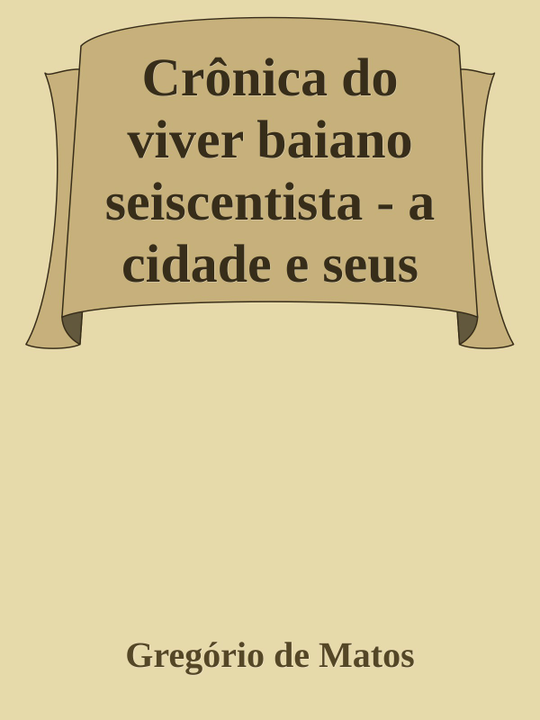 Crônica do
viver baiano
seiscentista - a
cidade e seus
Gregório de Matos